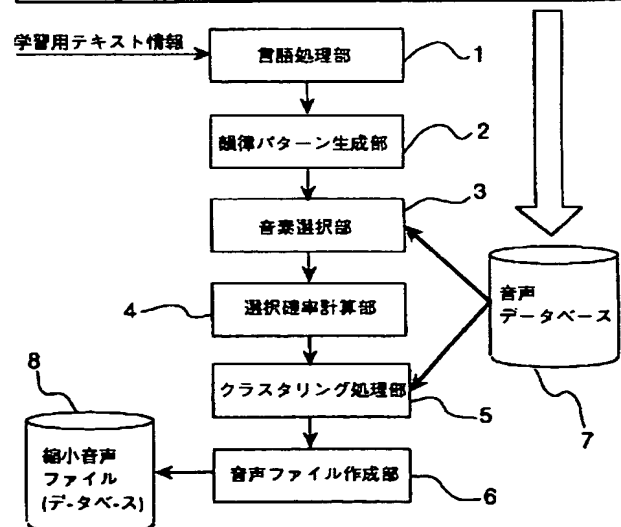 学習用テキスト情報
言語処理部
1
韻律パターン生成部
2
音素選択部
3
選択確率計算部
4
音声
データベース
7
クラスタリング処理部
5
音声ファイル作成部
6
8
縮小音声
ファイル
(データベース)